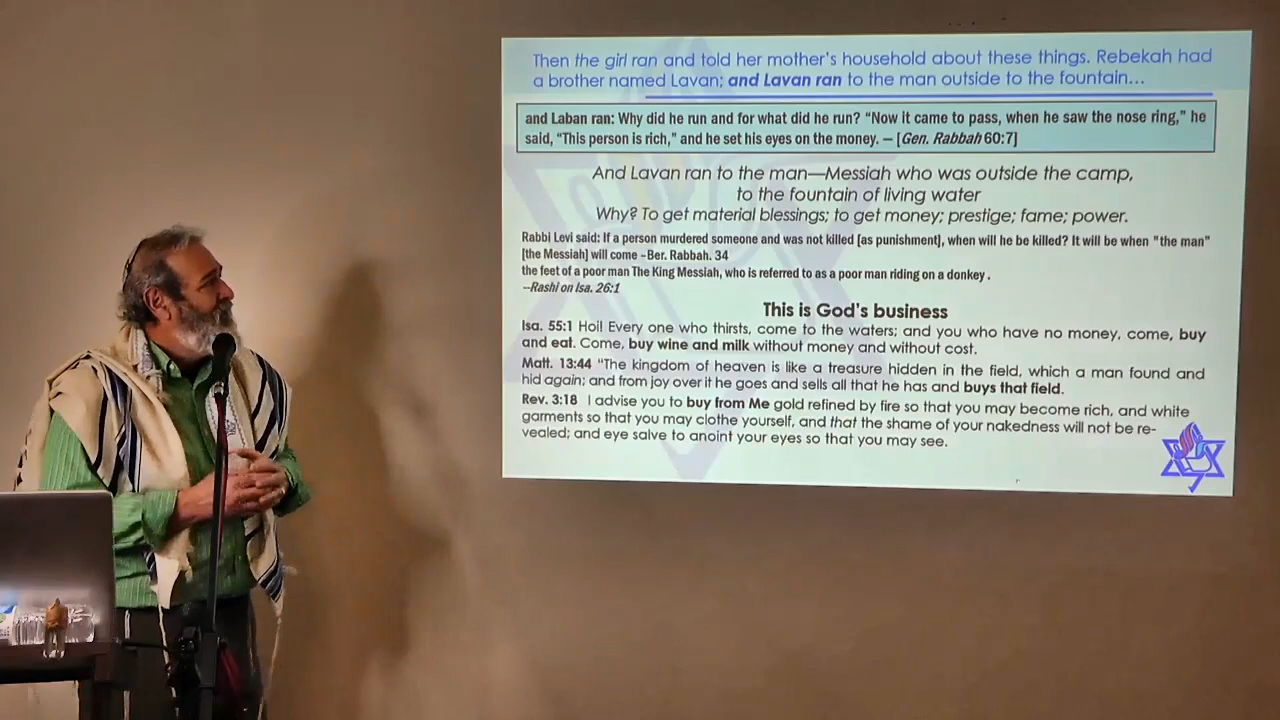 Then the girl ran and told her mother's household about these things. Rebekah had
a brother named Lavan; and Lavan ran to the man outside to the fountain...
and Laban ran: Why did he run and for what did he run? "Now it came to pass, when he saw the nose ring," he
said, "This person is rich," and he set his eyes on the money. – [Gen. Rabbah 60:7]
And Lavan ran to the man—Messiah who was outside the camp,
to the fountain of living water
Why? To get material blessings; to get money; prestige; fame; power.
Rabbi Levi said: If a person murdered someone and was not killed [as punishment], when will he be killed? It will be when "the man"
[the Messiah] will come –Ber. Rabbah. 34
the feet of a poor man The King Messiah, who is referred to as a poor man riding on a donkey .
--Rashi on Isa. 26:1
This is God's business
Isa. 55:1 Hoi! Every one who thirsts, come to the waters; and you who have no money, come, buy
and eat. Come, buy wine and milk without money and without cost.
Matt. 13:44 "The kingdom of heaven is like a treasure hidden in the field, which a man found and
hid again; and from joy over it he goes and sells all that he has and buys that field.
Rev. 3:18 I advise you to buy from Me gold refined by fire so that you may become rich, and white
garments so that you may clothe yourself, and that the shame of your nakedness will not be re-
vealed; and eye salve to anoint your eyes so that you may see.